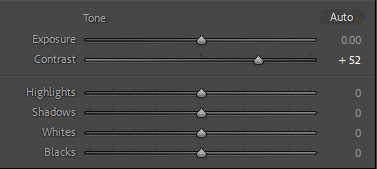 Tone Auto
Exposure 0.00
Contrast + 52
Highlights 0
Shadows 0
Whites 0
Blacks 0